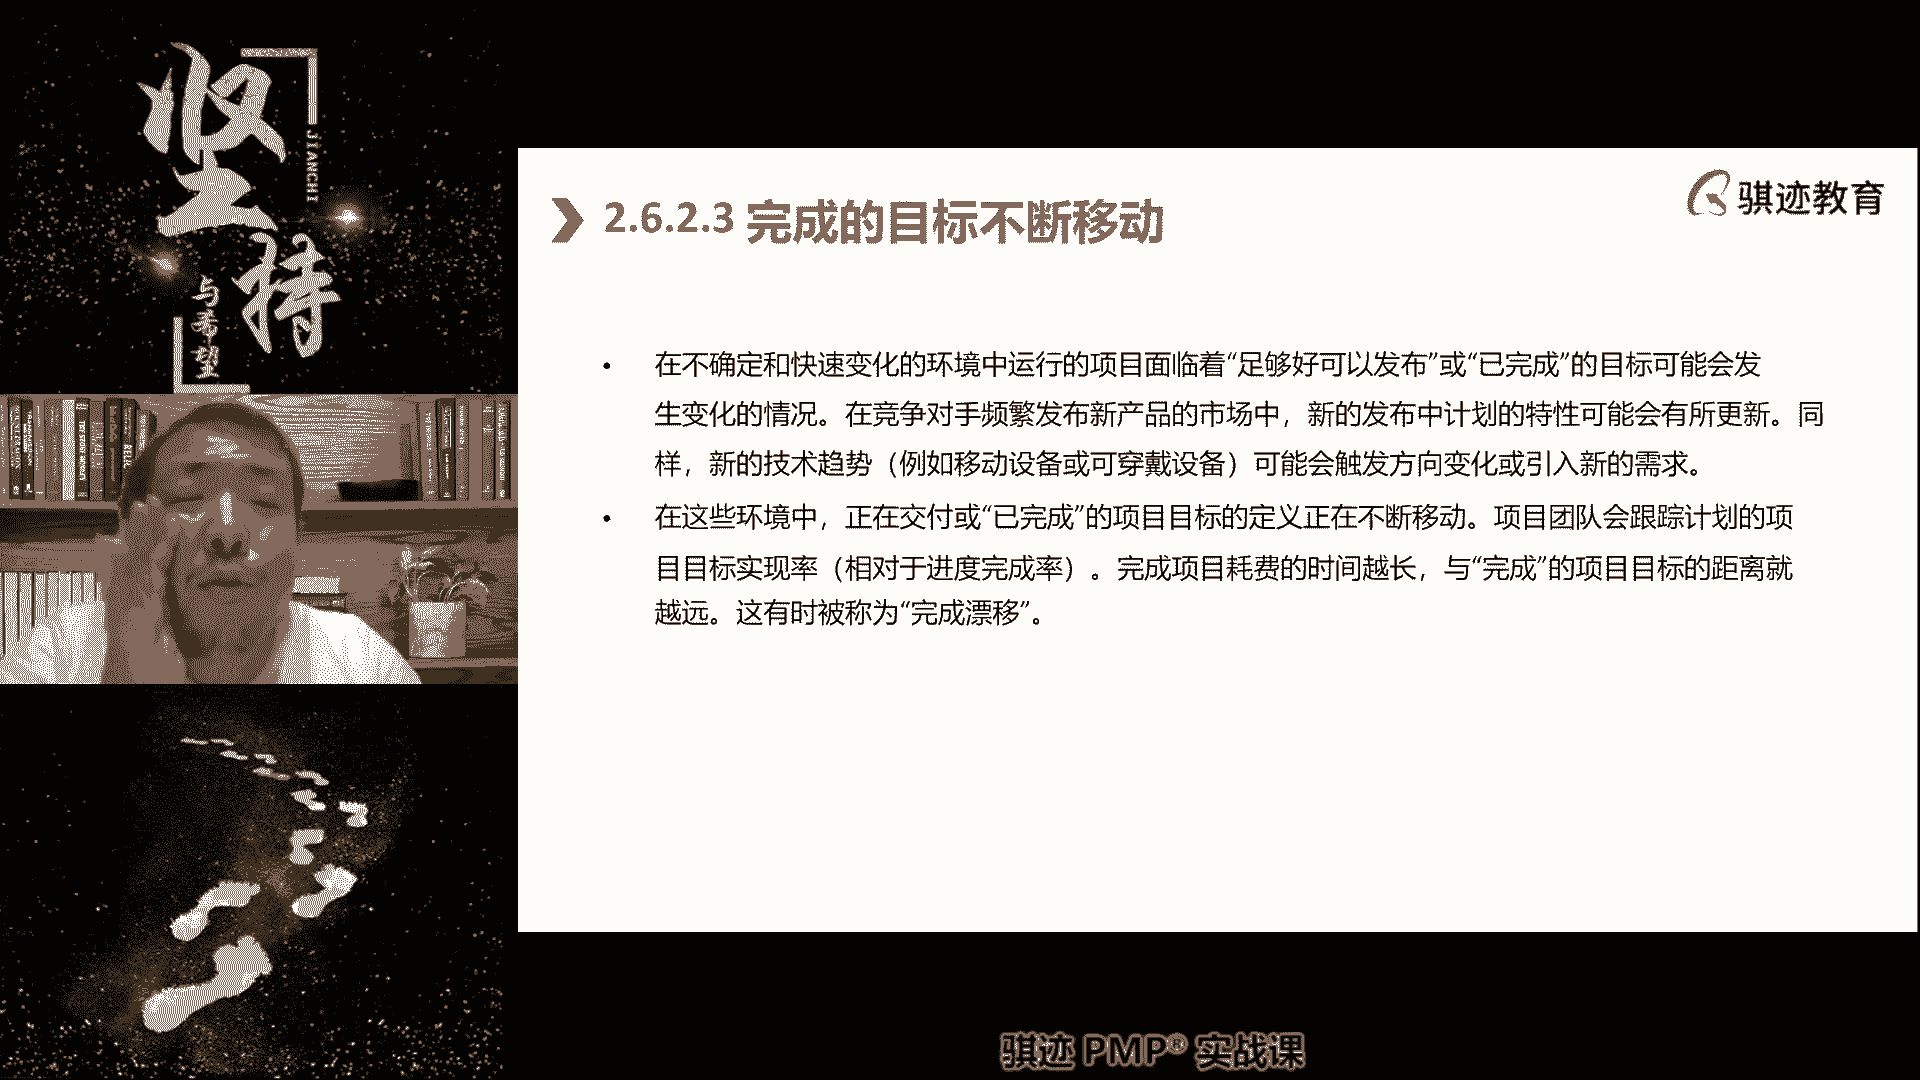 坚持
JIANCHI
与希望
骐迹教育
2.6.2.3 完成的目标不断移动
• 在不确定和快速变化的环境中运行的项目面临着“足够好可以发布”或“已完成”的目标可能会发
生变化的情况。在竞争对手频繁发布新产品的市场中，新的发布中计划的特性可能会有所更新。同
样，新的技术趋势（例如移动设备或可穿戴设备）可能会触发方向变化或引入新的需求。
• 在这些环境中，正在交付或“已完成”的项目目标的定义正在不断移动。项目团队会跟踪计划的项
目目标实现率（相对于进度完成率）。完成项目耗费的时间越长，与“完成”的项目目标的距离就
越远。这有时被称为“完成漂移”。
骐迹 PMP® 实战课